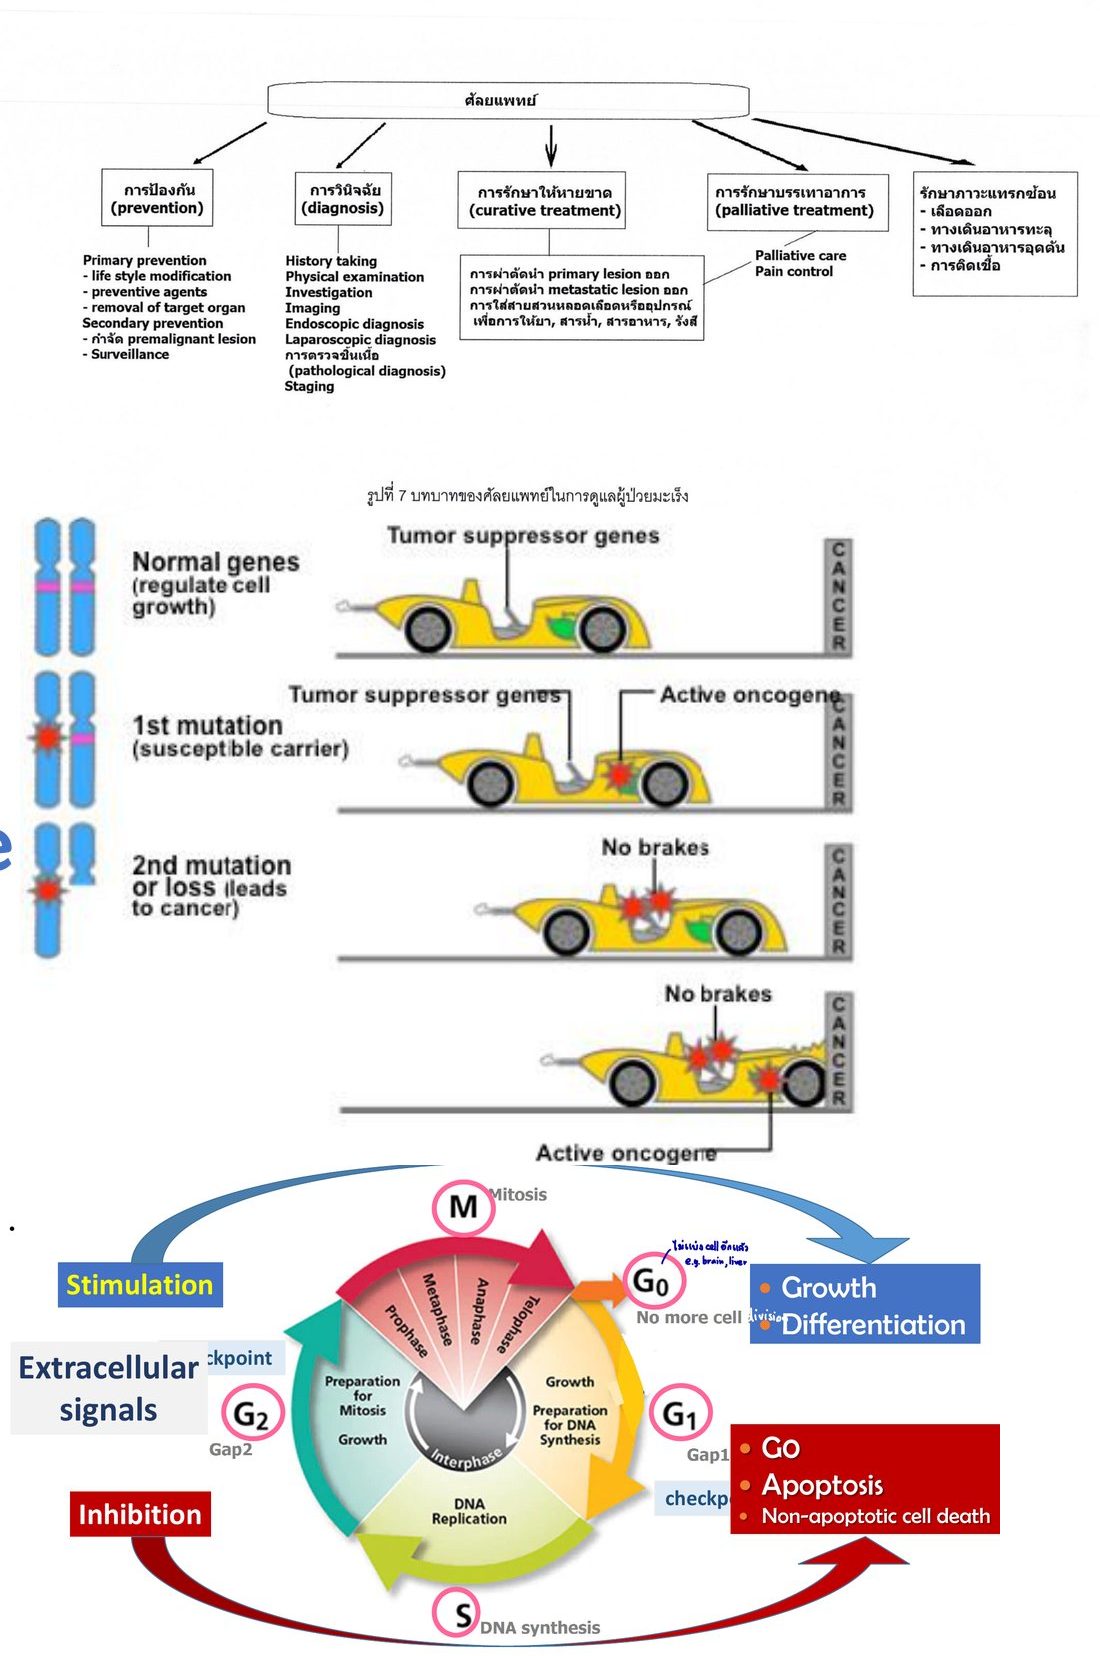 ศัลยแพทย์
การป้องกัน
(prevention)
Primary prevention
- life style modification
- preventive agents
- removal of target organ
Secondary prevention
- กำจัด premalignant lesion
- Surveillance
การวินิจฉัย
(diagnosis)
History taking
Physical examination
Investigation
Imaging
Endoscopic diagnosis
Laparoscopic diagnosis
การตรวจชิ้นเนื้อ
(pathological diagnosis)
Staging
การรักษาให้หายขาด
(curative treatment)
การผ่าตัดนำ primary lesion ออก
การผ่าตัดนำ metastatic lesion ออก
การใส่สายสวนหลอดเลือดหรืออุปกรณ์
เพื่อการให้ยา, สารน้ำ, สารอาหาร, รังสี
การรักษาบรรเทาอาการ
(palliative treatment)
Palliative care
Pain control
รักษาภาวะแทรกซ้อน
- เลือดออก
- ทางเดินอาหารทะลุ
- ทางเดินอาหารอุดตัน
- การติดเชื้อ
รูปที่ 7 บทบาทของศัลยแพทย์ในการดูแลผู้ป่วยมะเร็ง
Normal genes
(regulate cell
growth)
Tumor suppressor genes
CANCER
1st mutation
(susceptible carrier)
Tumor suppressor genes
Active oncogene
CANCER
e
2nd mutation
or loss (leads
to cancer)
No brakes
CANCER
No brakes
CANCER
Active oncogene
M
Mitosis
Stimulation
Prophase
Metaphase
Anaphase
Telophase
G0
ไม่แบ่ง cell อีกแล้ว
e.g. brain, liver
No more cell division
• Growth
• Differentiation
Extracellular
signals
ckpoint
G2
Gap2
Preparation
for
Mitosis
Growth
Growth
Preparation
for DNA
Synthesis
Interphase
G1
Gap1
checkp
• G0
• Apoptosis
• Non-apoptotic cell death
Inhibition
DNA
Replication
S
DNA synthesis